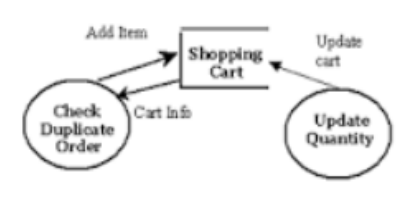 Add Item
Shopping
Cart
Update
cart
Check
Duplicate
Order
Cart Info
Update
Quantity